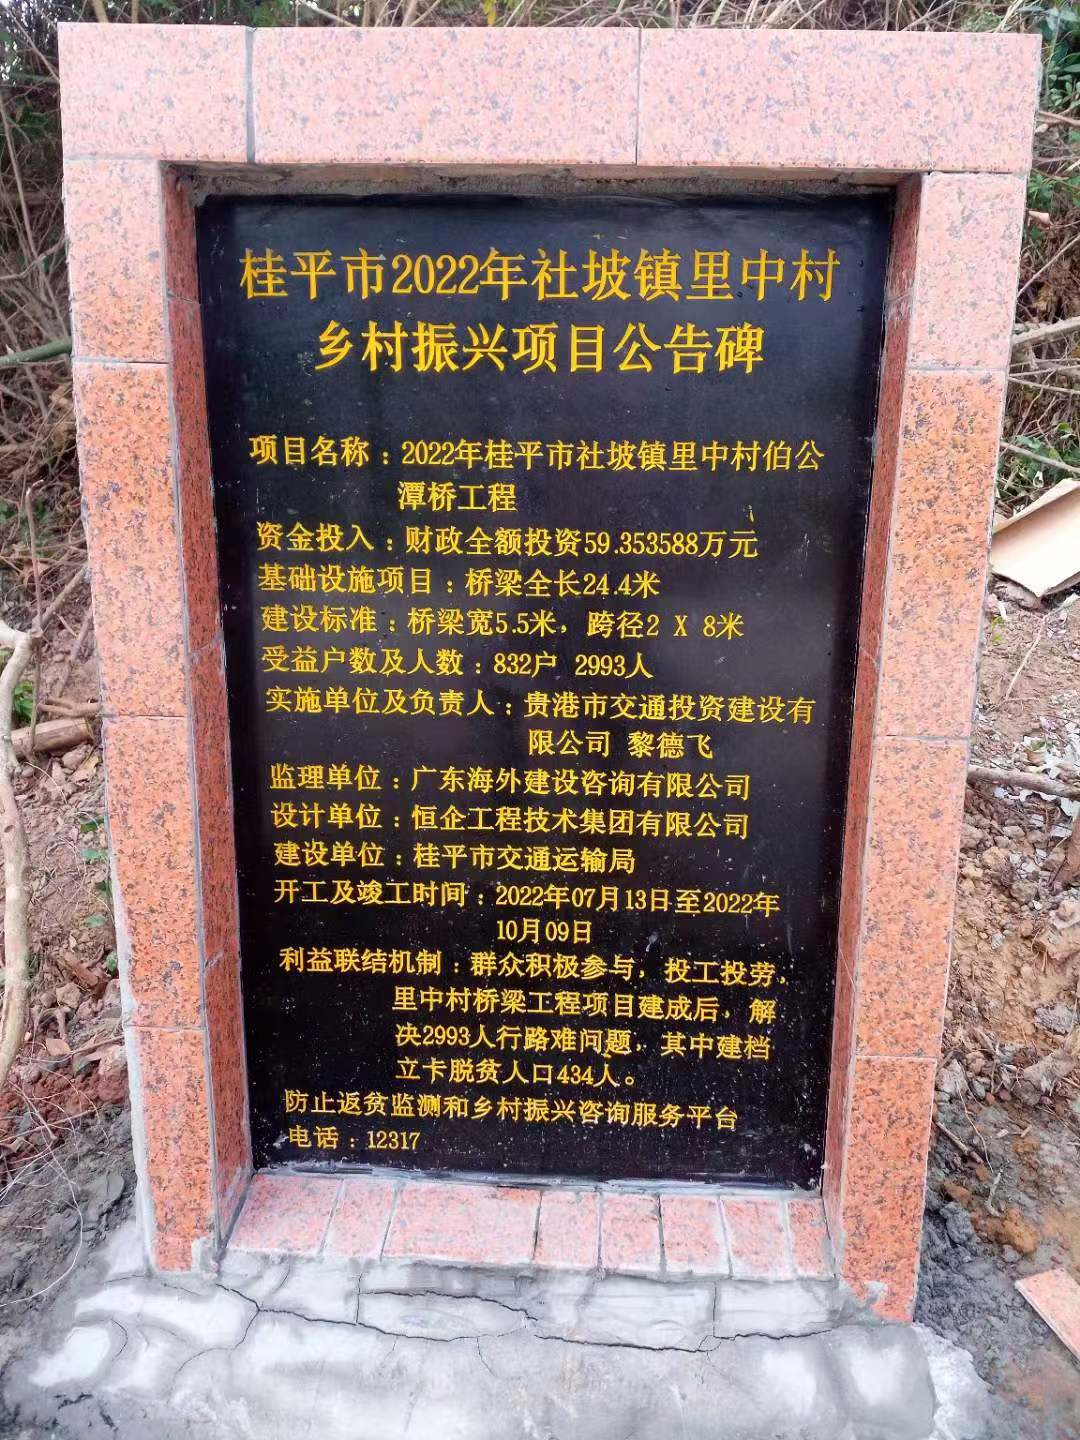 桂平市2022年社坡镇里中村
乡村振兴项目公告碑
项目名称：2022年桂平市社坡镇里中村伯公
潭桥工程
资金投入：财政全额投资59.353588万元
基础设施项目：桥梁全长24.4米
建设标准：桥梁宽5.5米，跨径2 X 8米
受益户数及人数：832户 2993人
实施单位及负责人：贵港市交通投资建设有
限公司 黎德飞
监理单位：广东海外建设咨询有限公司
设计单位：恒企工程技术集团有限公司
建设单位：桂平市交通运输局
开工及竣工时间：2022年07月13日至2022年
10月09日
利益联结机制：群众积极参与，投工投劳，
里中村桥梁工程项目建成后，解
决2993人行路难问题，其中建档
立卡脱贫人口434人。
防止返贫监测和乡村振兴咨询服务平台
电话：12317